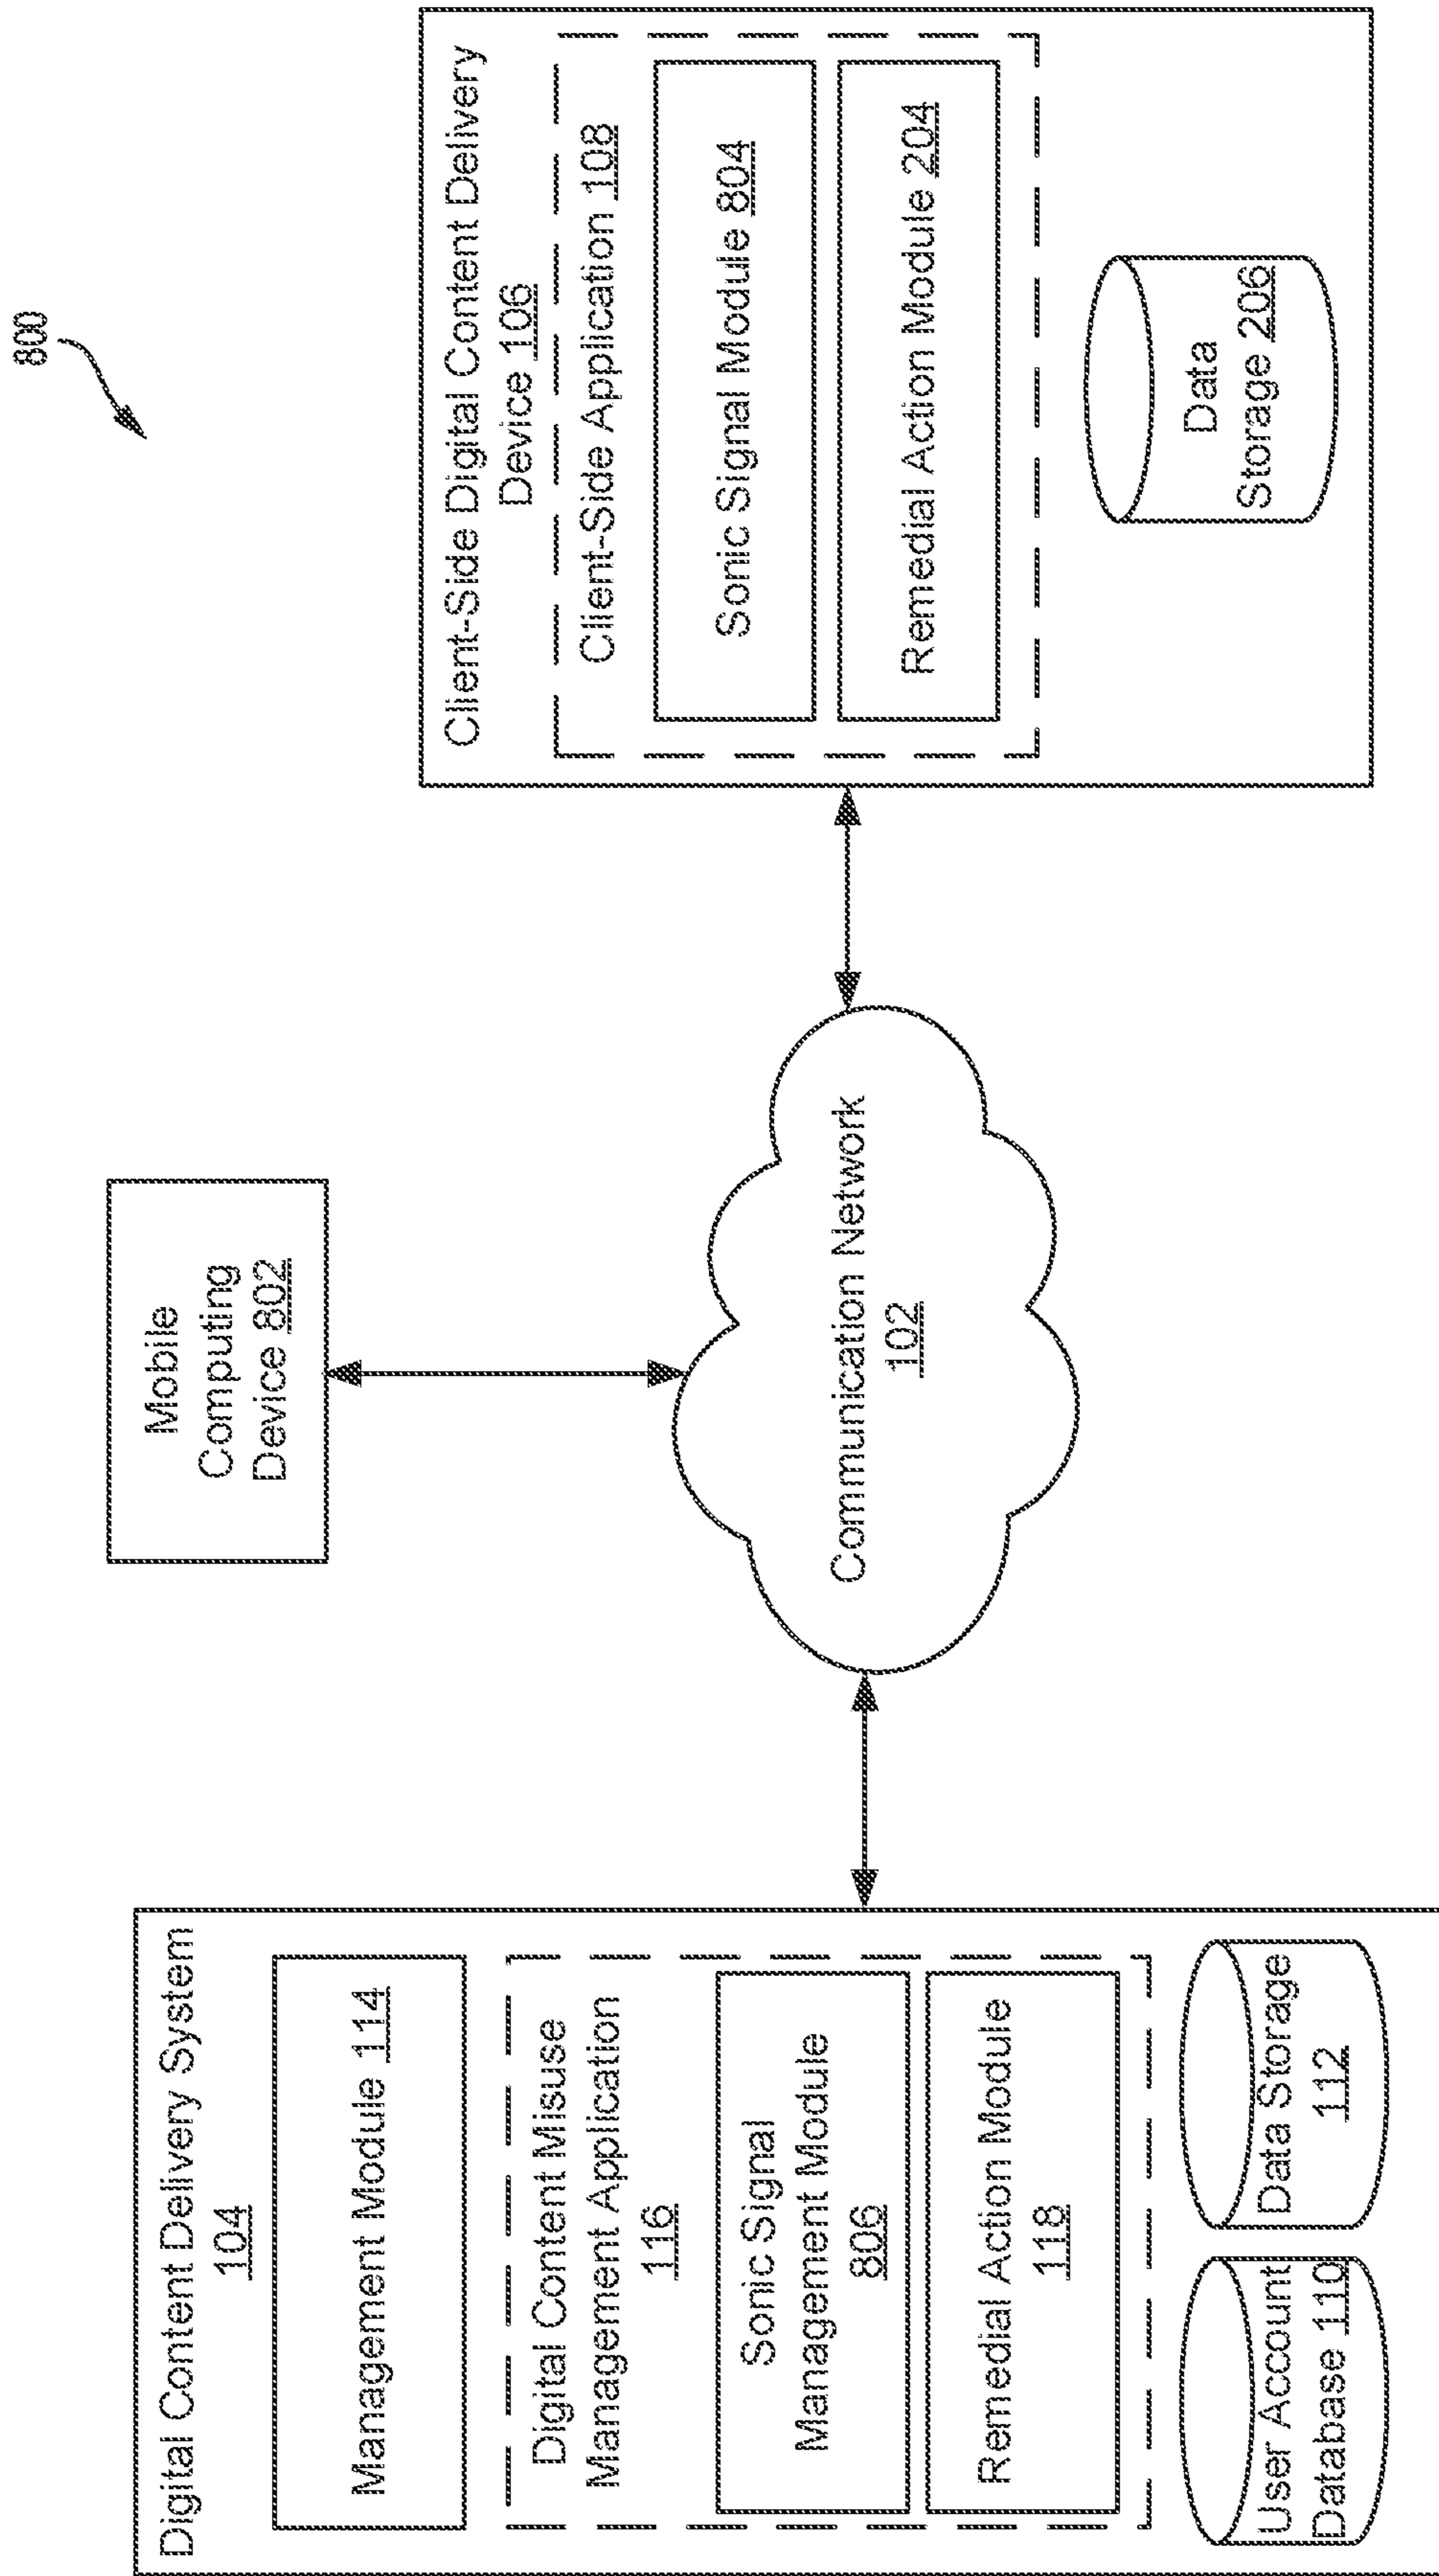 800
Digital Content Delivery System
104
Management Module 114
Digital Content Misuse
Management Application
116
Sonic Signal
Management Module
806
Remedial Action Module
118
User Account
Database 110
Data Storage
112
Mobile
Computing
Device 802
Communication Network
102
Client-Side Digital Content Delivery
Device 106
Client-Side Application 108
Sonic Signal Module 804
Remedial Action Module 204
Data
Storage 206